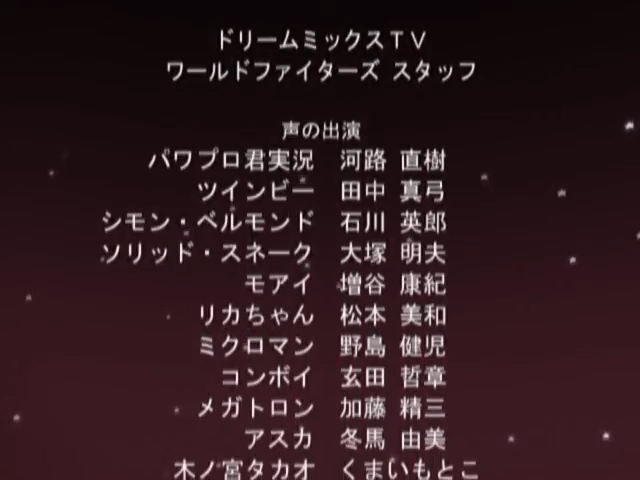 ドリームミックスTV
ワールドファイターズ スタッフ
声の出演
パワプロ君実況 河路 直樹
ツインビー 田中 真弓
シモン・ベルモンド 石川 英郎
ソリッド・スネーク 大塚 明夫
モアイ 増谷 康紀
リカちゃん 松本 美和
ミクロマン 野島 健児
コンボイ 玄田 哲章
メガトロン 加藤 精三
アスカ 冬馬 由美
木ノ宮タカオ くまいもとこ